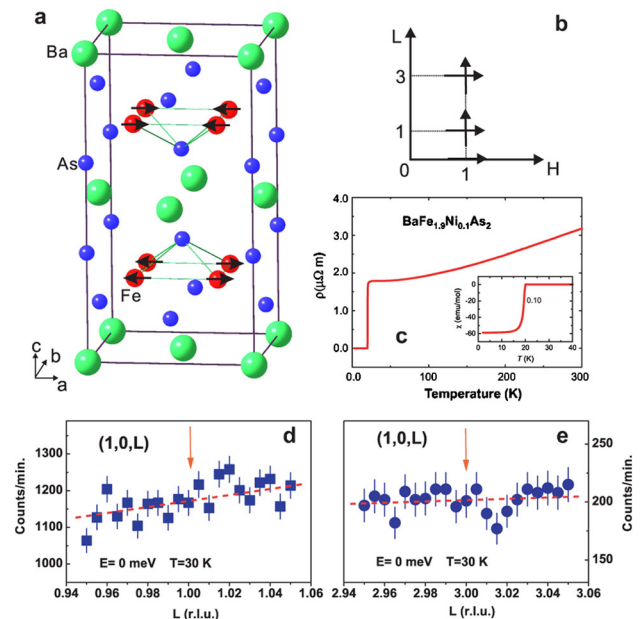 a
Ba
As
Fe
c
b
a
b
L
3
1
0
1
H
BaFe1.9Ni0.1As2
ρ(μΩ m)
4.0
3.0
2.0
1.0
0.0
0.0
100
200
300
Temperature (K)
c
χ (emu/mol)
0
-20
-40
-60
0.10
0
10
20
30
40
T (K)
d
(1,0,L)
Counts/min.
1300
1200
1100
1000
E= 0 meV T=30 K
0.94
0.96
0.98
1.00
1.02
1.04
1.06
L (r.l.u.)
e
(1,0,L)
250
200
150
100
Counts/min.
E= 0 meV T=30 K
2.94
2.96
2.98
3.00
3.02
3.04
3.06
L (r.l.u.)